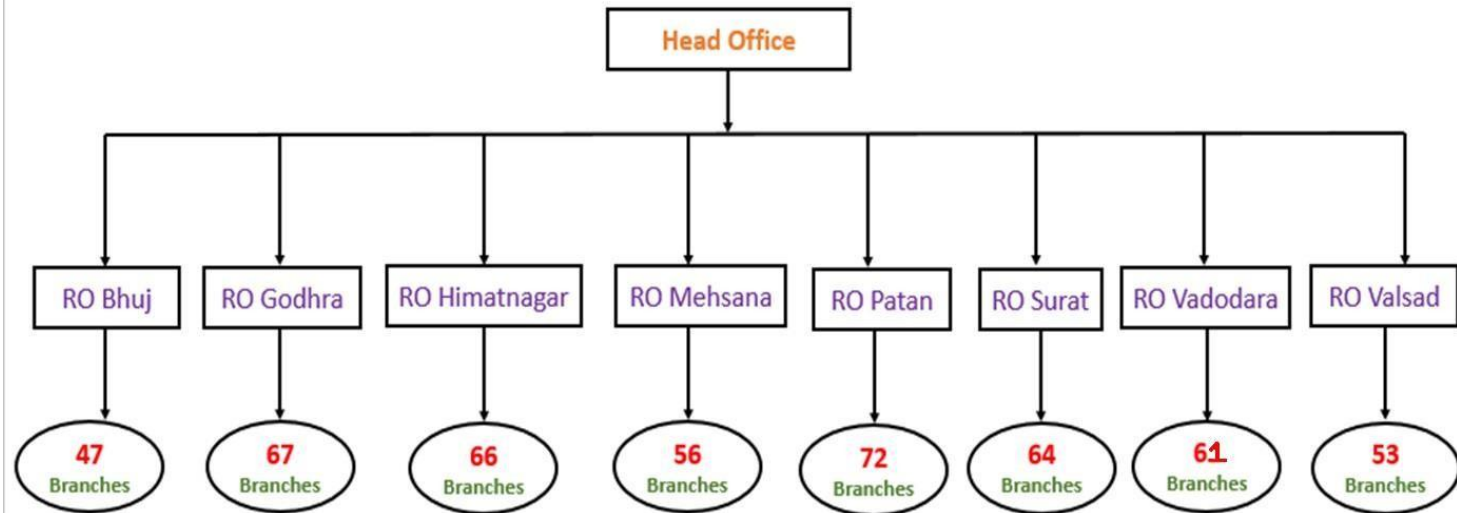 Head Office
RO Bhuj
RO Godhra
RO Himatnagar
RO Mehsana
RO Patan
RO Surat
RO Vadodara
RO Valsad
47
Branches
67
Branches
66
Branches
56
Branches
72
Branches
64
Branches
61
Branches
53
Branches